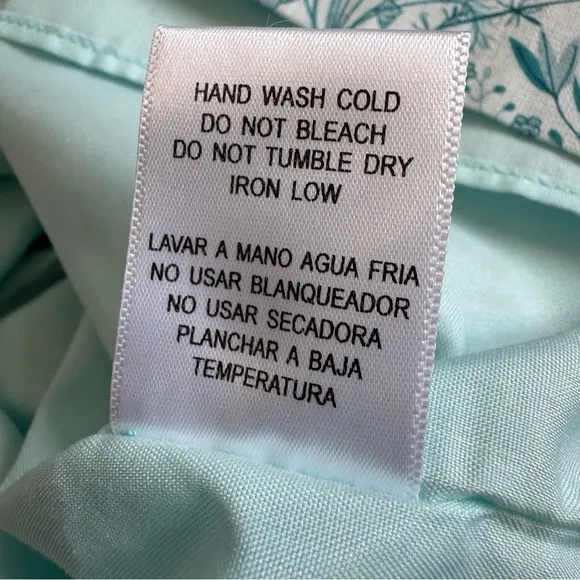 HAND WASH COLD
DO NOT BLEACH
DO NOT TUMBLE DRY
IRON LOW
LAVAR A MANO AGUA FRIA
NO USAR BLANQUEADOR
NO USAR SECADORA
PLANCHAR A BAJA
TEMPERATURA